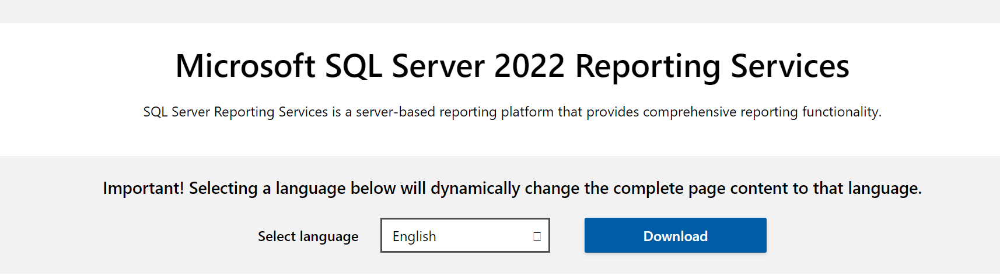 Microsoft SQL Server 2022 Reporting Services
SQL Server Reporting Services is a server-based reporting platform that provides comprehensive reporting functionality.
Important! Selecting a language below will dynamically change the complete page content to that language.
Select language English Download